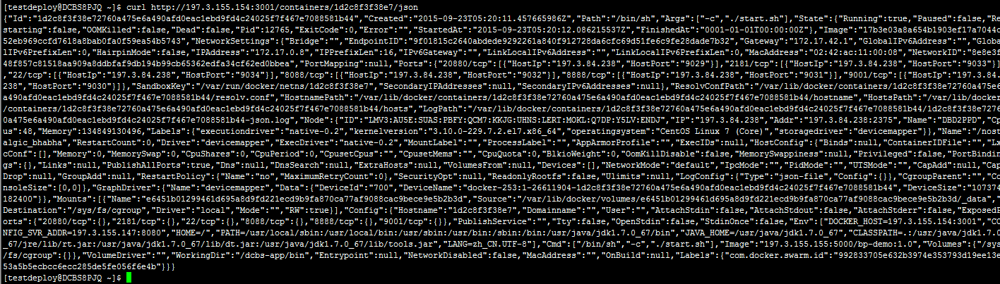 [testdeploy@DCBS8PJQ ~]$ curl http://197.3.155.154:3001/containers/1d2c8f3f38e7/json
{"Id":"1d2c8f3f38e72760a475e6a490afd0eac1ebd9fd4c24025f7f467e7088581b44","Created":"2015-09-23T05:20:11.457665986Z","Path":"/bin/sh","Args":["-c","./start.sh"],"State":{"Running":true,"Paused":false,"Re
starting":false,"OOMKilled":false,"Dead":false,"Pid":12765,"ExitCode":0,"Error":"","StartedAt":"2015-09-23T05:20:12.086215537Z","FinishedAt":"0001-01-01T00:00:00Z"},"Image":"17b3e03a8a654b1903ef17a7044c
52eb969ccfd7618a8bab0fa0f59ea54b5743","NetworkSettings":{"Bridge":"","EndpointID":"9f01815c2640abdede9292261a840f912728da6cfc69d51fe6c9fe28dade7b32","Gateway":"172.17.42.1","GlobalIPv6Address":"","Globa
lIPv6PrefixLen":0,"HairpinMode":false,"IPAddress":"172.17.0.8","IPPrefixLen":16,"IPv6Gateway":"","LinkLocalIPv6Address":"","LinkLocalIPv6PrefixLen":0,"MacAddress":"02:42:ac:11:00:08","NetworkID":"8e8e3f
48f857c81518aa909a8ddbfaf9db194b99cb65362edfa34cf62ed0bbea","PortMapping":null,"Ports":{"20880/tcp":[{"HostIp":"197.3.84.238","HostPort":"9029"}],"2181/tcp":[{"HostIp":"197.3.84.238","HostPort":"9033"}]
,"22/tcp":[{"HostIp":"197.3.84.238","HostPort":"9034"}],"8088/tcp":[{"HostIp":"197.3.84.238","HostPort":"9032"}],"8888/tcp":[{"HostIp":"197.3.84.238","HostPort":"9031"}],"9001/tcp":[{"HostIp":"197.3.84.
238","HostPort":"9030"}]},"SandboxKey":"/var/run/docker/netns/1d2c8f3f38e7","SecondaryIPAddresses":null,"SecondaryIPv6Addresses":null},"ResolvConfPath":"/var/lib/docker/containers/1d2c8f3f38e72760a475e6
a490afd0eac1ebd9fd4c24025f7f467e7088581b44/resolv.conf","HostnamePath":"/var/lib/docker/containers/1d2c8f3f38e72760a475e6a490afd0eac1ebd9fd4c24025f7f467e7088581b44/hostname","HostsPath":"/var/lib/docker
/containers/1d2c8f3f38e72760a475e6a490afd0eac1ebd9fd4c24025f7f467e7088581b44/hosts","LogPath":"/var/lib/docker/containers/1d2c8f3f38e72760a475e6a490afd0eac1ebd9fd4c24025f7f467e7088581b44/1d2c8f3f38e7276
0a475e6a490afd0eac1ebd9fd4c24025f7f467e7088581b44-json.log","Node":{"ID":"LMV3:AU5E:SUAS:PBFY:QCM7:KKJG:UHNS:LERT:MOKL:Q7DP:Y5LV:ENDJ","IP":"197.3.84.238","Addr":"197.3.84.238:2375","Name":"DBD2PPD","Cp
us":48,"Memory":134849130496,"Labels":{"executiondriver":"native-0.2","kernelversion":"3.10.0-229.7.2.el7.x86_64","operatingsystem":"CentOS Linux 7 (Core)","storagedriver":"devicemapper"}},"Name":"/nost
algic_bhabha","RestartCount":0,"Driver":"devicemapper","ExecDriver":"native-0.2","MountLabel":"","ProcessLabel":"","AppArmorProfile":"","ExecIDs":null,"HostConfig":{"Binds":null,"ContainerIDFile":"","Lx
cConf":[],"Memory":0,"MemorySwap":0,"CpuShares":0,"CpuPeriod":0,"CpusetCpus":"","CpusetMems":"","CpuQuota":0,"BlkioWeight":0,"OomKillDisable":false,"MemorySwappiness":null,"Privileged":false,"PortBindin
gs":{},"Links":null,"PublishAllPorts":true,"Dns":null,"DnsSearch":null,"ExtraHosts":null,"VolumesFrom":null,"Devices":[],"NetworkMode":"default","IpcMode":"","PidMode":"","UTSMode":"","CapAdd":null,"Cap
Drop":null,"GroupAdd":null,"RestartPolicy":{"Name":"no","MaximumRetryCount":0},"SecurityOpt":null,"ReadonlyRootfs":false,"Ulimits":null,"LogConfig":{"Type":"json-file","Config":{}},"CgroupParent":"","Co
nsoleSize":[0,0]},"GraphDriver":{"Name":"devicemapper","Data":{"DeviceId":"700","DeviceName":"docker-253:1-26611904-1d2c8f3f38e72760a475e6a490afd0eac1ebd9fd4c24025f7f467e7088581b44","DeviceSize":"107374
182400"}},"Mounts":[{"Name":"e6451b01299461d695a8d9fd221ecd9b9fa970ca77af9088cac9bece9e5b2b3d","Source":"/var/lib/docker/volumes/e6451b01299461d695a8d9fd221ecd9b9fa970ca77af9088cac9bece9e5b2b3d/_data","
Destination":"/sys/fs/cgroup","Driver":"local","Mode":"","RW":true}],"Config":{"Hostname":"1d2c8f3f38e7","Domainname":"","User":"","AttachStdin":false,"AttachStdout":false,"AttachStderr":false,"ExposedP
orts":{"20880/tcp":{},"2181/tcp":{},"22/tcp":{},"8088/tcp":{},"8888/tcp":{},"9001/tcp":{}},"PublishService":"","Tty":false,"OpenStdin":false,"StdinOnce":false,"Env":["DOCKER_HOST=197.3.155.154:3001","CO
NFIG_SVR_ADDR=197.3.155.147:8080","HOME=/","PATH=/usr/local/sbin:/usr/local/bin:/usr/sbin:/usr/bin:/sbin:/bin:/usr/java/jdk1.7.0_67/bin","JAVA_HOME=/usr/java/jdk1.7.0_67","CLASSPATH=.:/usr/java/jdk1.7.0
_67/jre/lib/rt.jar:/usr/java/jdk1.7.0_67/lib/dt.jar:/usr/java/jdk1.7.0_67/lib/tools.jar","LANG=zh_CN.UTF-8"],"Cmd":["/bin/sh","-c","./start.sh"],"Image":"197.3.155.155:5000/bp-demo:1.0","Volumes":{"/sys
/fs/cgroup":{}},"VolumeDriver":"","WorkingDir":"/dcbs-app/bin","Entrypoint":null,"NetworkDisabled":false,"MacAddress":"","OnBuild":null,"Labels":{"com.docker.swarm.id":"992833705e632b3974e353793d19ee13e
53a5b5ecbcc6ecc285de5fe056f6e4b"}}}
[testdeploy@DCBS8PJQ ~]$